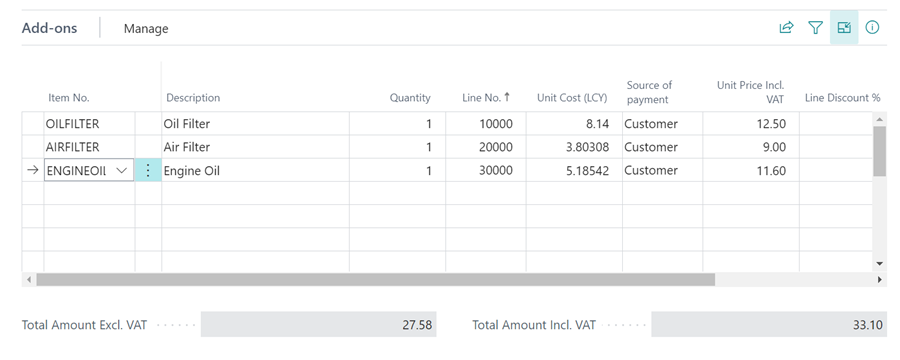 Add-ons Manage
Item No. Description Quantity Line No.↑ Unit Cost (LCY) Source of payment Unit Price Incl. VAT Line Discount %
OILFILTER Oil Filter 1 10000 8.14 Customer 12.50
AIRFILTER Air Filter 1 20000 3.80308 Customer 9.00
ENGINEOIL Engine Oil 1 30000 5.18542 Customer 11.60
Total Amount Excl. VAT 27.58 Total Amount Incl. VAT 33.10